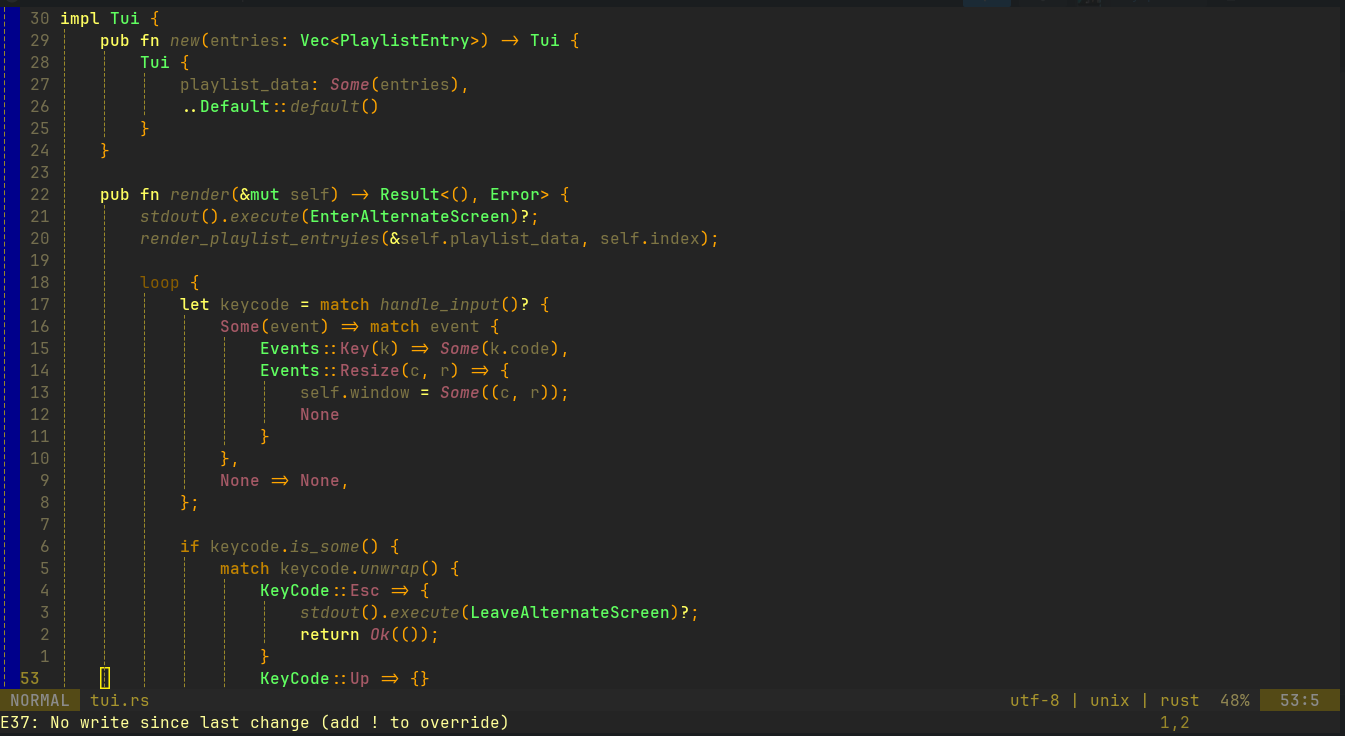 30 impl Tui {
29     pub fn new(entries: Vec<PlaylistEntry>) -> Tui {
28         Tui {
27             playlist_data: Some(entries),
26             ..Default::default()
25         }
24     }
23
22     pub fn render(&mut self) -> Result<(), Error> {
21         stdout().execute(EnterAlternateScreen)?;
20         render_playlist_entryies(&self.playlist_data, self.index);
19
18         loop {
17             let keycode = match handle_input()? {
16                 Some(event) => match event {
15                     Events::Key(k) => Some(k.code),
14                     Events::Resize(c, r) => {
13                         self.window = Some((c, r));
12                         None
11                     }
10                 },
9                 None => None,
8             };
7
6             if keycode.is_some() {
5                 match keycode.unwrap() {
4                     KeyCode::Esc => {
3                         stdout().execute(LeaveAlternateScreen)?;
2                         return Ok(());
1                     }
53                     KeyCode::Up => {}
NORMAL tui.rs utf-8 | unix | rust 48% 53:5
E37: No write since last change (add ! to override) 1,2